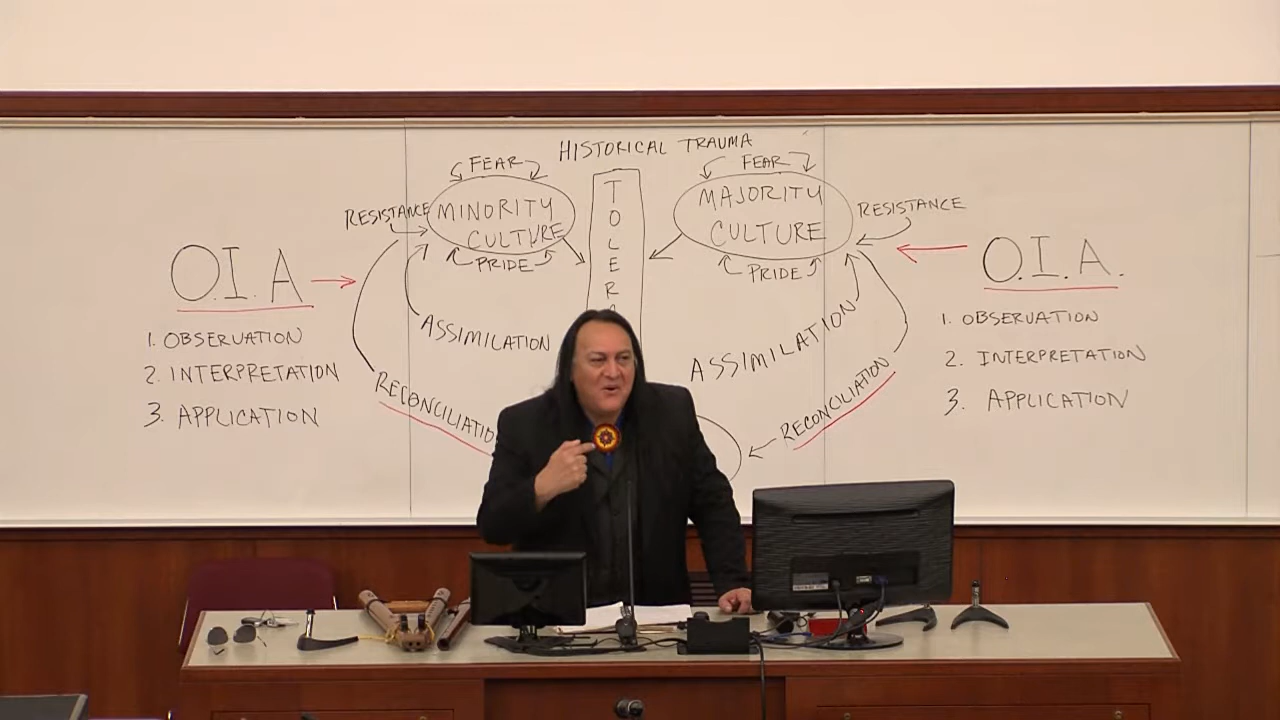 HISTORICAL TRAUMA
FEAR
MINORITY
CULTURE
PRIDE
RESISTANCE
ASSIMILATION
O.I.A
1. OBSERVATION
2. INTERPRETATION
3. APPLICATION
T
O
L
E
R
FEAR
MAJORITY
CULTURE
PRIDE
RESISTANCE
ASSIMILATION
RECONCILIATION
O.I.A.
1. OBSERVATION
2. INTERPRETATION
3. APPLICATION
RECONCILIATIO